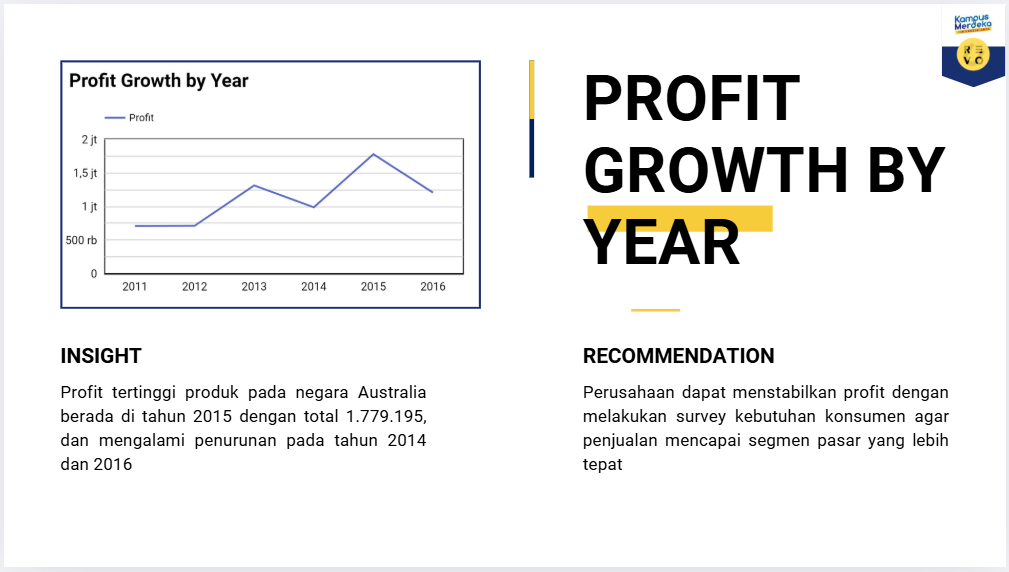 Kampus
Merdeka
Profit Growth by Year
Profit
2 jt
1,5 jt
1 jt
500 rb
0
2011 2012 2013 2014 2015 2016
PROFIT
GROWTH BY
YEAR
INSIGHT
Profit tertinggi produk pada negara Australia
berada di tahun 2015 dengan total 1.779.195,
dan mengalami penurunan pada tahun 2014
dan 2016
RECOMMENDATION
Perusahaan dapat menstabilkan profit dengan
melakukan survey kebutuhan konsumen agar
penjualan mencapai segmen pasar yang lebih
tepat